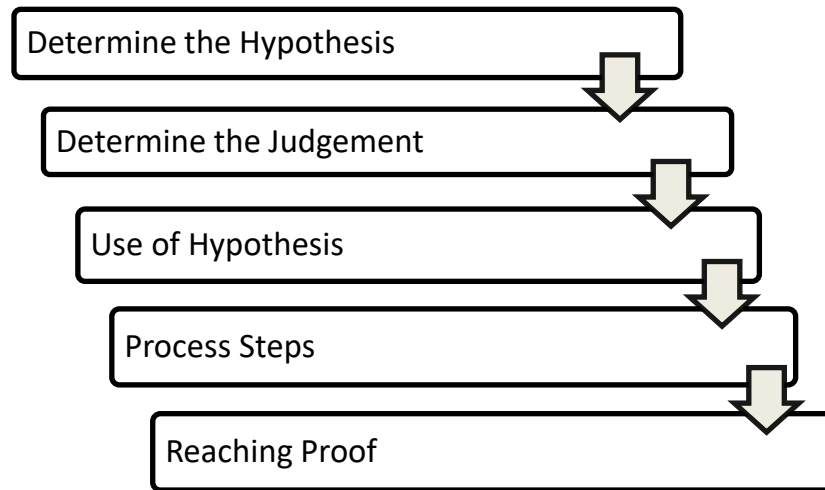 Determine the Hypothesis
Determine the Judgement
Use of Hypothesis
Process Steps
Reaching Proof